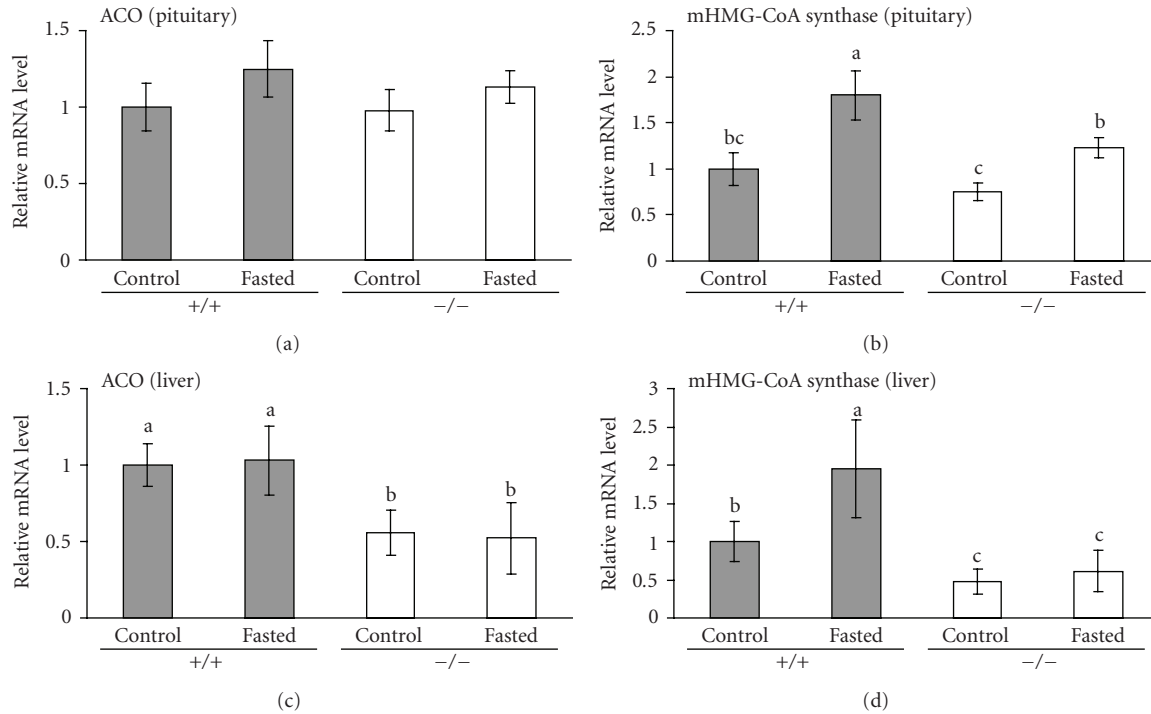 ACO (pituitary)
Relative mRNA level
1.5
1
0.5
0
Control Fasted Control Fasted
+/+ −/−
(a)
mHMG-CoA synthase (pituitary)
Relative mRNA level
2.5
2
1.5
1
0.5
0
bc a c b
Control Fasted Control Fasted
+/+ −/−
(b)
ACO (liver)
Relative mRNA level
1.5
1
0.5
0
a a b b
Control Fasted Control Fasted
+/+ −/−
(c)
mHMG-CoA synthase (liver)
Relative mRNA level
3
2.5
2
1.5
1
0.5
0
b a c c
Control Fasted Control Fasted
+/+ −/−
(d)